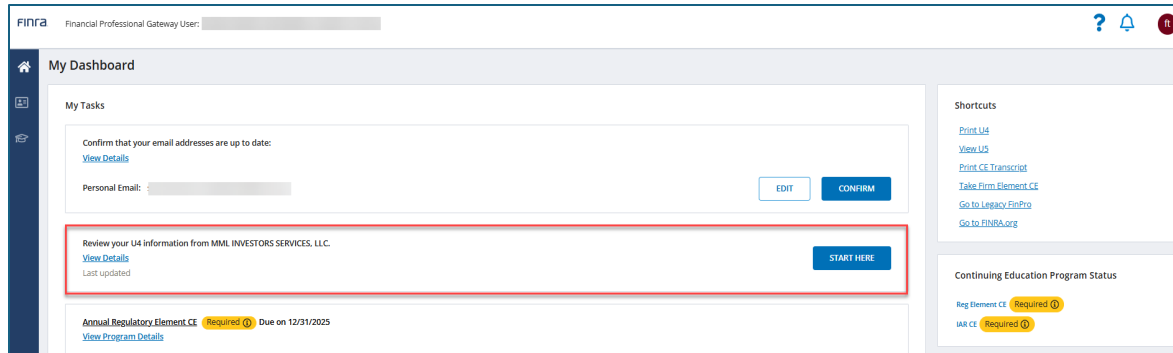 FINRA Financial Professional Gateway User:
? ft
My Dashboard
My Tasks
Confirm that your email addresses are up to date:
View Details
Personal Email:
EDIT CONFIRM
Review your U4 information from MML INVESTORS SERVICES, LLC.
View Details
Last updated
START HERE
Annual Regulatory Element CE Required Due on 12/31/2025
View Program Details
Shortcuts
Print U4
View U5
Print CE Transcript
Take Firm Element CE
Go to Legacy FinPro
Go to FINRA.org
Continuing Education Program Status
Reg Element CE Required
IAR CE Required